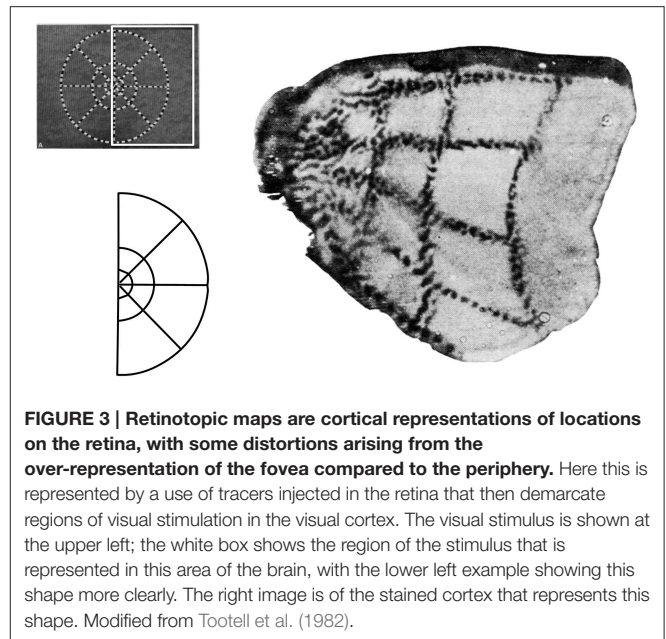 A
FIGURE 3 | Retinotopic maps are cortical representations of locations
on the retina, with some distortions arising from the
over-representation of the fovea compared to the periphery. Here this is
represented by a use of tracers injected in the retina that then demarcate
regions of visual stimulation in the visual cortex. The visual stimulus is shown at
the upper left; the white box shows the region of the stimulus that is
represented in this area of the brain, with the lower left example showing this
shape more clearly. The right image is of the stained cortex that represents this
shape. Modified from Tootell et al. (1982).